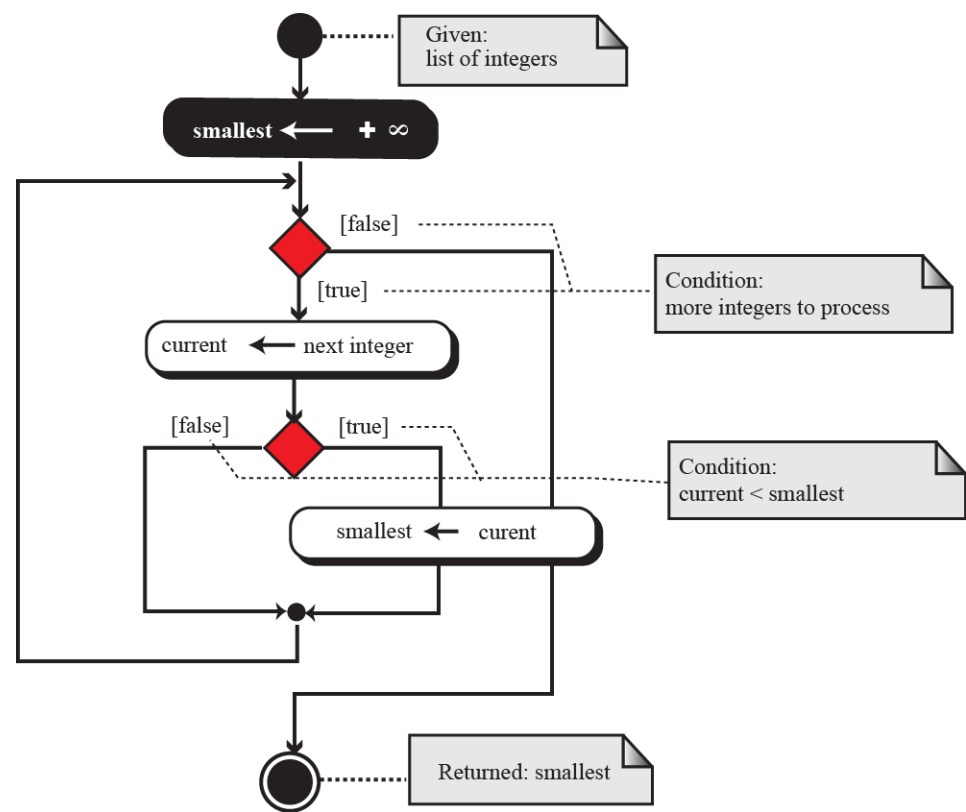 Given:
list of integers
smallest ← + ∞
[false]
[true]
Condition:
more integers to process
current ← next integer
[false]
[true]
Condition:
current < smallest
smallest ← curent
Returned: smallest